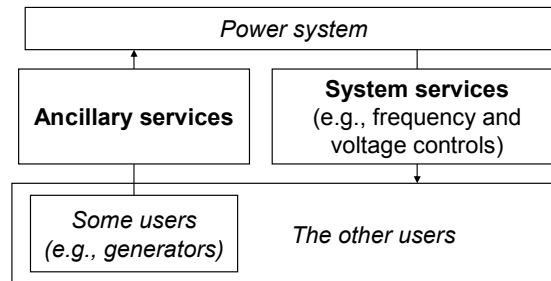 Power system
Ancillary services
System services
(e.g., frequency and
voltage controls)
Some users
(e.g., generators)
The other users